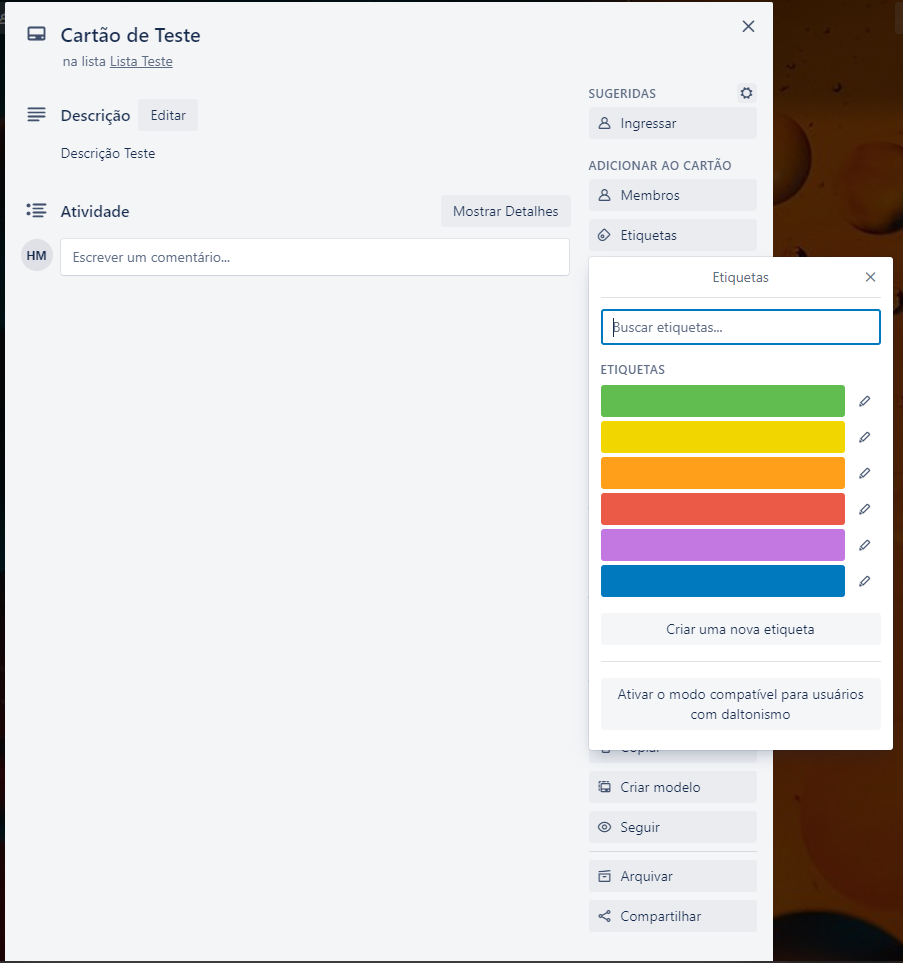 Cartão de Teste
na lista Lista Teste
Descrição Editar
Descrição Teste
Atividade Mostrar Detalhes
HM
Escrever um comentário...
SUGERIDAS
Ingressar
ADICIONAR AO CARTÃO
Membros
Etiquetas
Etiquetas
Buscar etiquetas...
ETIQUETAS
Criar uma nova etiqueta
Ativar o modo compatível para usuários
com daltonismo
Copiar
Criar modelo
Seguir
Arquivar
Compartilhar